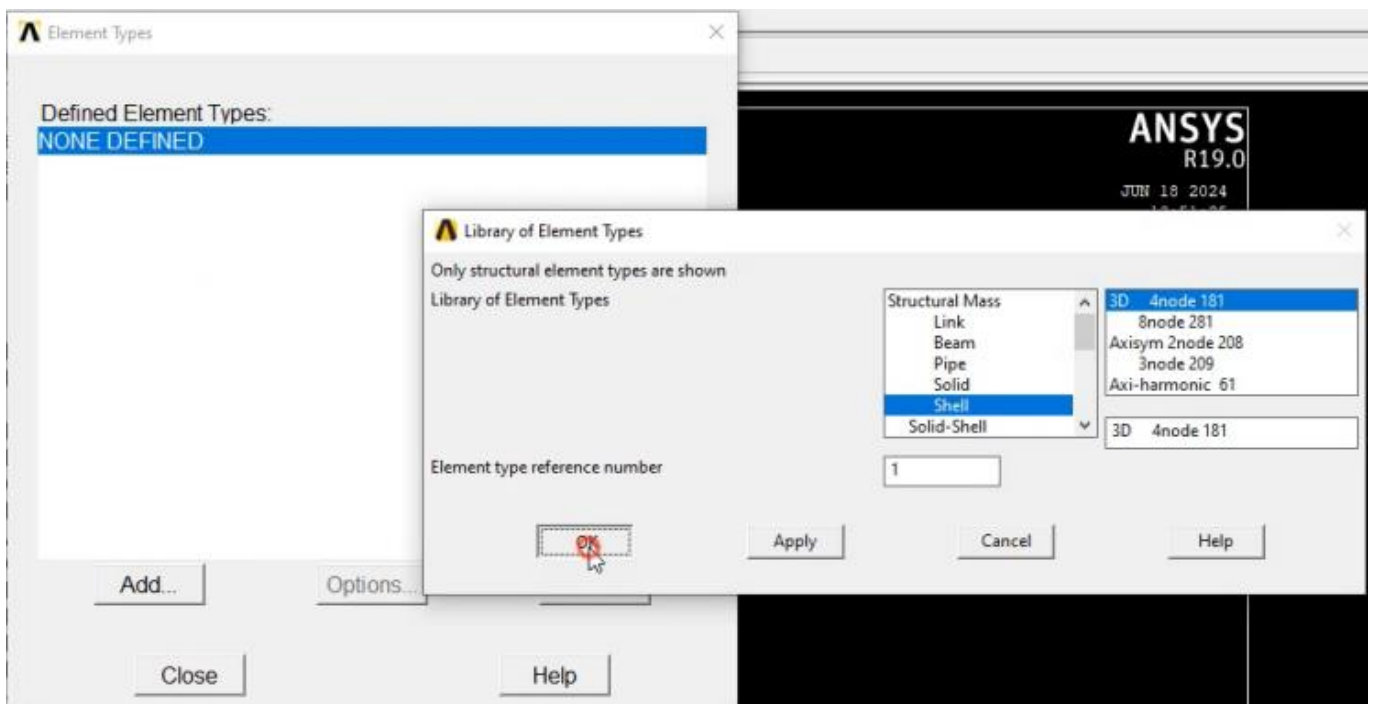 Element Types
Defined Element Types:
NONE DEFINED
ANSYS
R19.0
JUN 18 2024
Library of Element Types
Only structural element types are shown
Library of Element Types
Structural Mass
Link
Beam
Pipe
Solid
Shell
Solid-Shell
3D 4node 181
8node 281
Axisym 2node 208
3node 209
Axi-harmonic 61
3D 4node 181
Element type reference number
1
OK
Apply
Cancel
Help
Add...
Options...
Close
Help